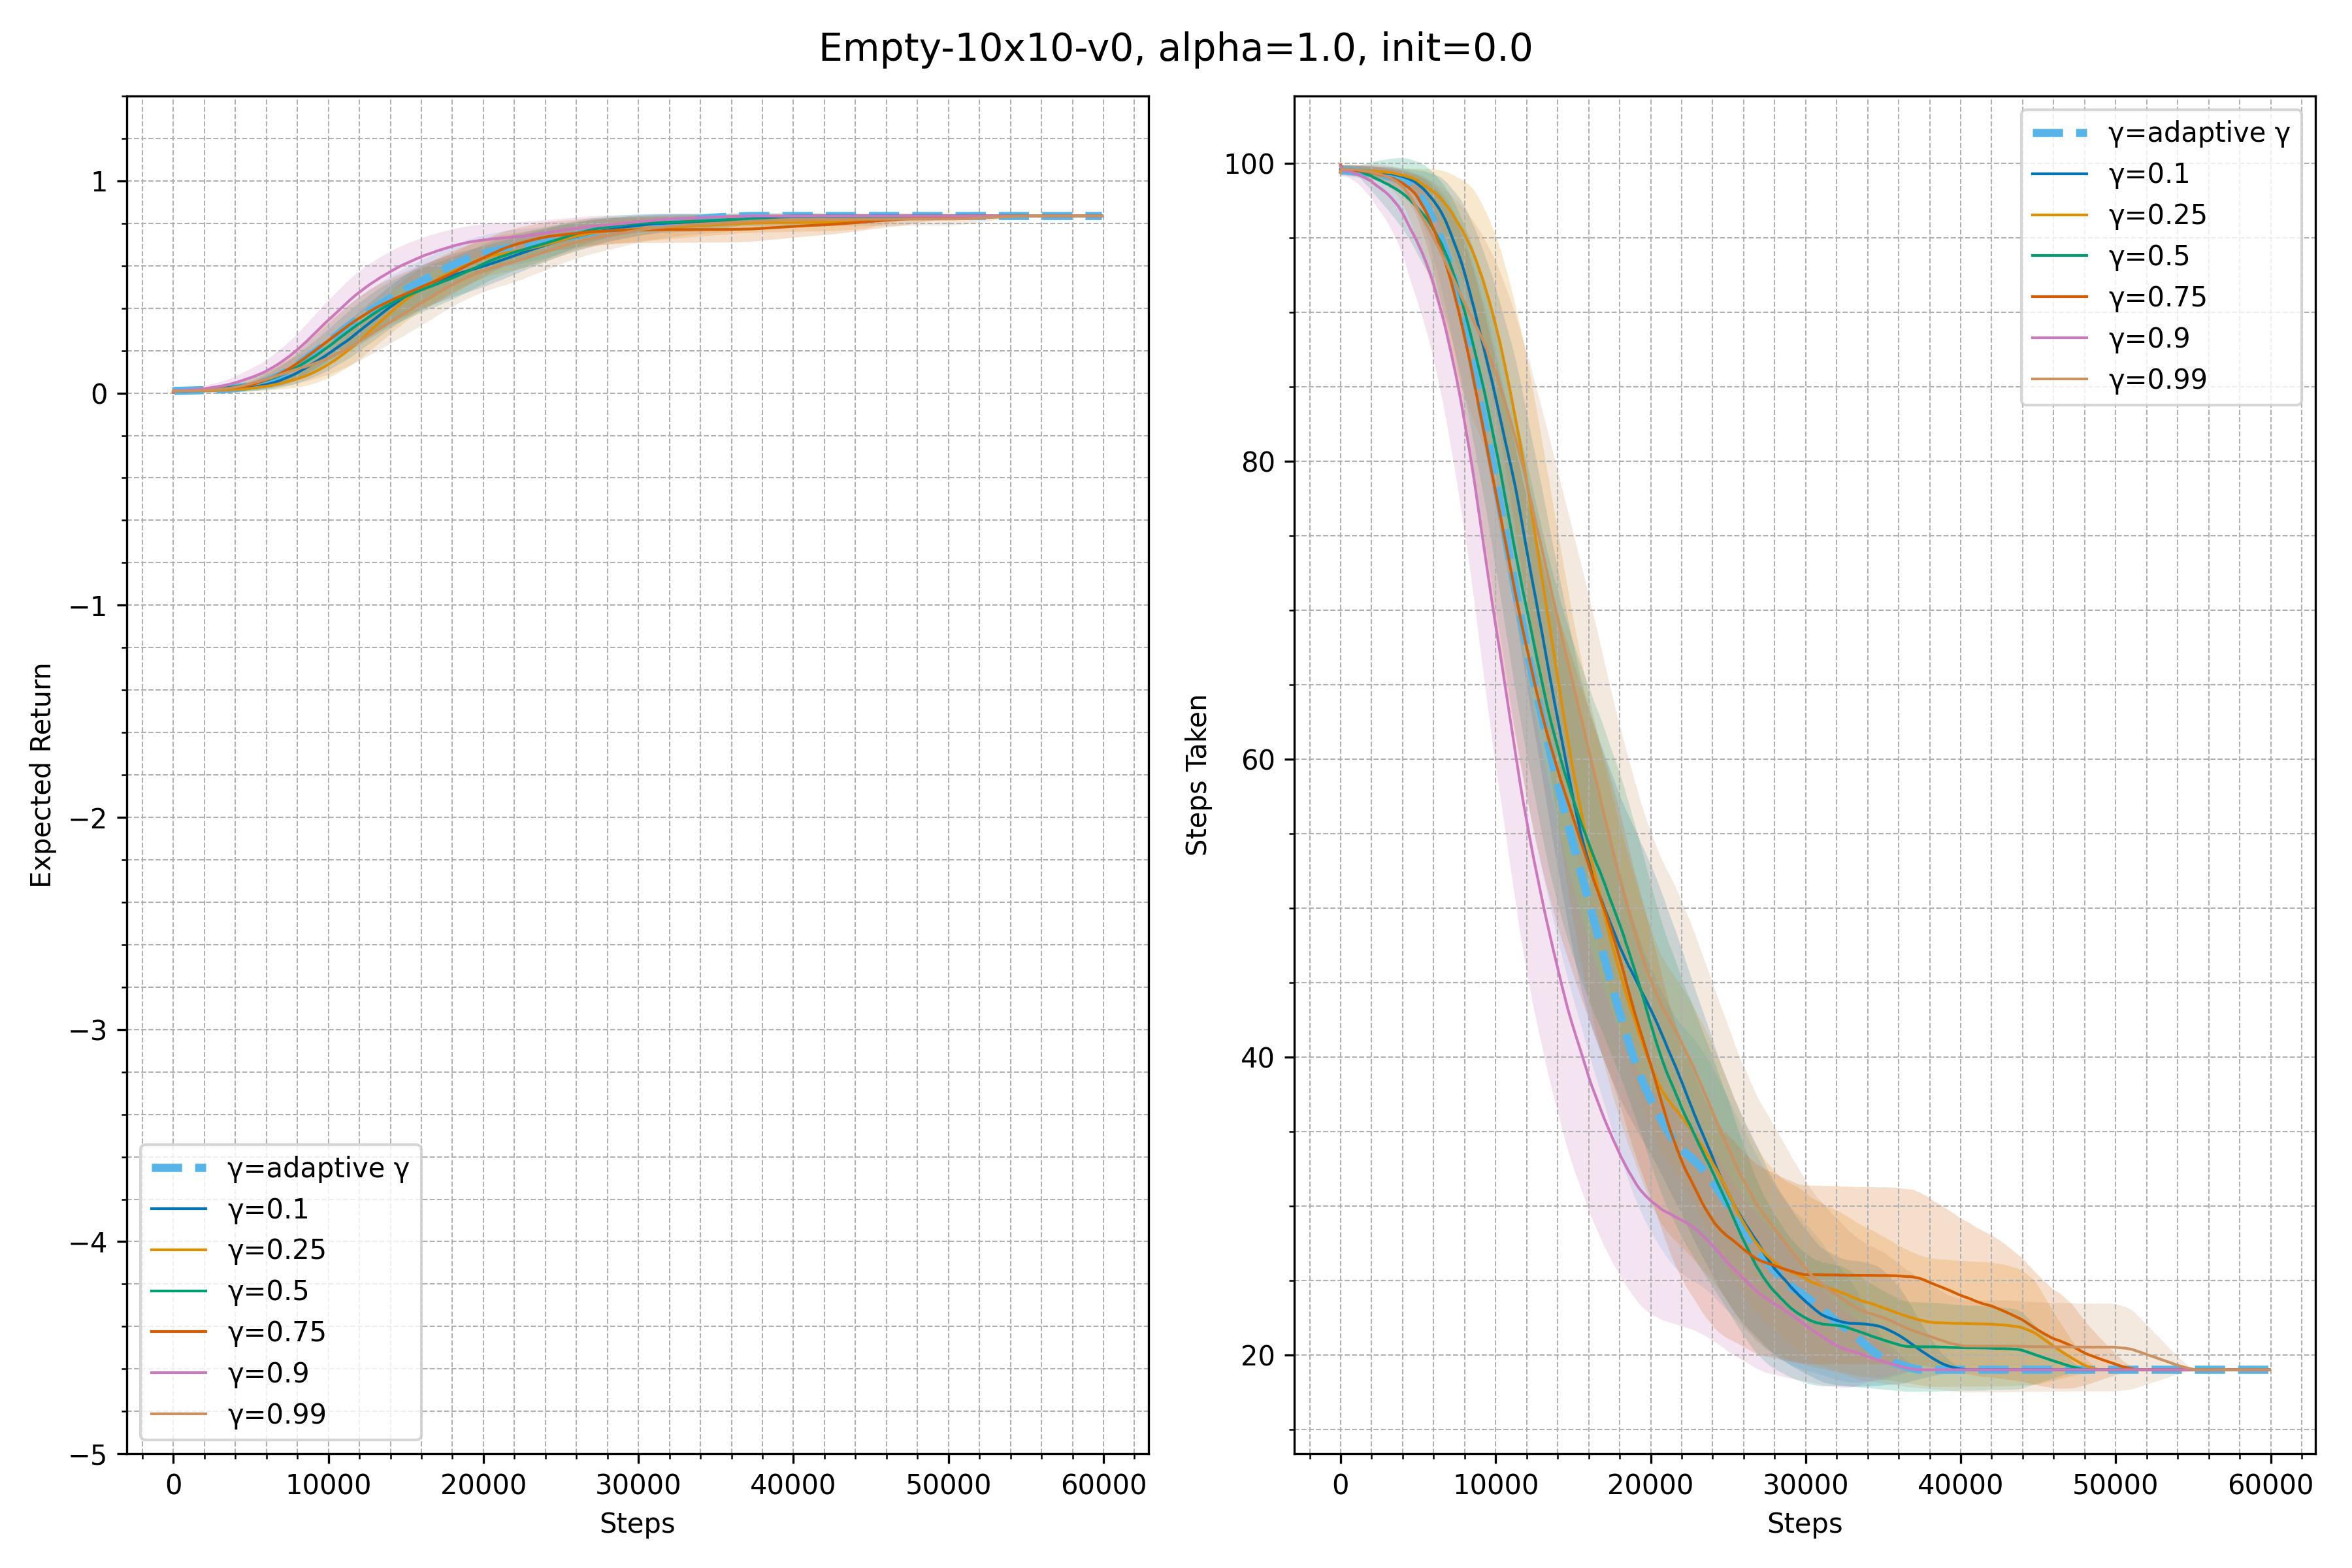 Empty-10x10-v0, alpha=1.0, init=0.0
Expected Return
1
0
−1
−2
−3
−4
−5
γ=adaptive γ
γ=0.1
γ=0.25
γ=0.5
γ=0.75
γ=0.9
γ=0.99
0 10000 20000 30000 40000 50000 60000
Steps
Steps Taken
100
80
60
40
20
γ=adaptive γ
γ=0.1
γ=0.25
γ=0.5
γ=0.75
γ=0.9
γ=0.99
0 10000 20000 30000 40000 50000 60000
Steps